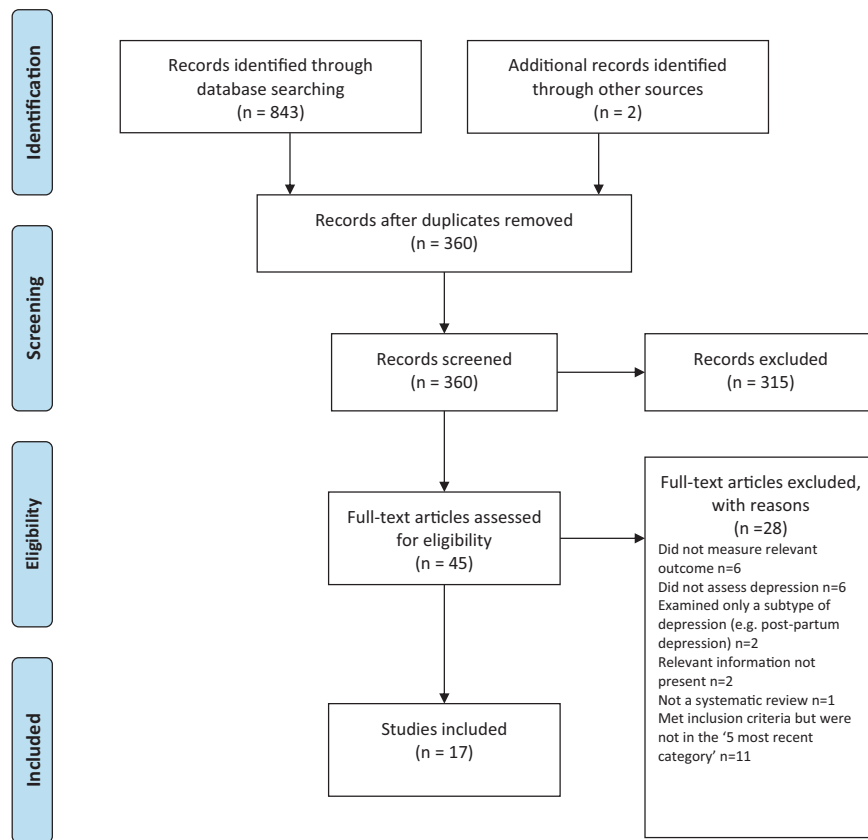 Identification
Records identified through
database searching
(n = 843)
Additional records identified
through other sources
(n = 2)
Records after duplicates removed
(n = 360)
Screening
Records screened
(n = 360)
Records excluded
(n = 315)
Eligibility
Full-text articles assessed
for eligibility
(n = 45)
Full-text articles excluded,
with reasons
(n =28)
Did not measure relevant
outcome n=6
Did not assess depression n=6
Examined only a subtype of
depression (e.g. post-partum
depression) n=2
Relevant information not
present n=2
Not a systematic review n=1
Met inclusion criteria but were
not in the ‘5 most recent
category’ n=11
Included
Studies included
(n = 17)